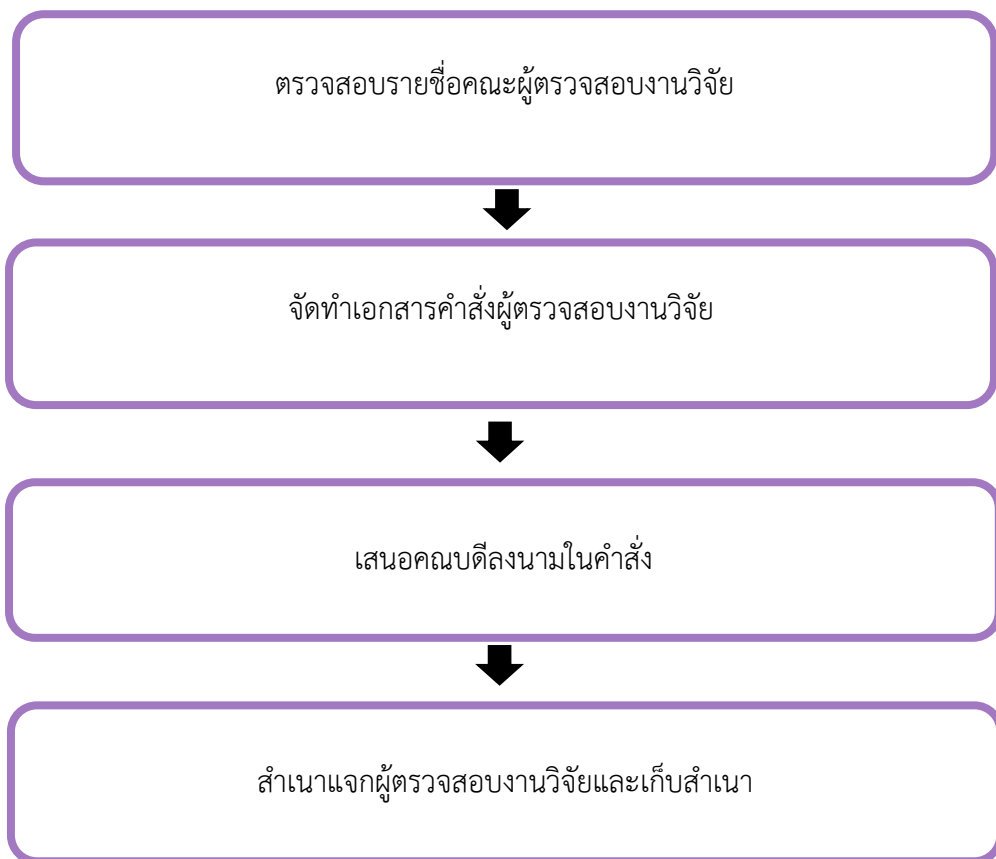 ตรวจสอบรายชื่อคณะผู้ตรวจสอบงานวิจัย
จัดทำเอกสารคำสั่งผู้ตรวจสอบงานวิจัย
เสนอคณบดีลงนามในคำสั่ง
สำเนาแจกผู้ตรวจสอบงานวิจัยและเก็บสำเนา